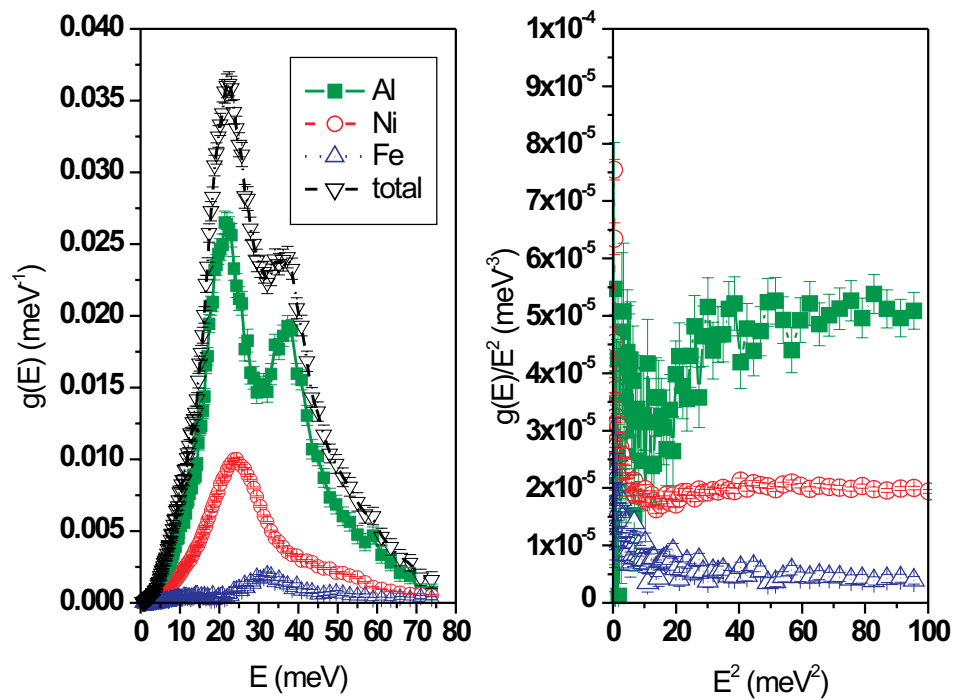 0.040
0.035
0.030
0.025
0.020
0.015
0.010
0.005
0.000
g(E) (meV⁻¹)
0 10 20 30 40 50 60 70 80
E (meV)
Al
Ni
Fe
total
1x10⁻⁴
9x10⁻⁵
8x10⁻⁵
7x10⁻⁵
6x10⁻⁵
5x10⁻⁵
4x10⁻⁵
3x10⁻⁵
2x10⁻⁵
1x10⁻⁵
0
g(E)/E² (meV⁻³)
0 20 40 60 80 100
E² (meV²)